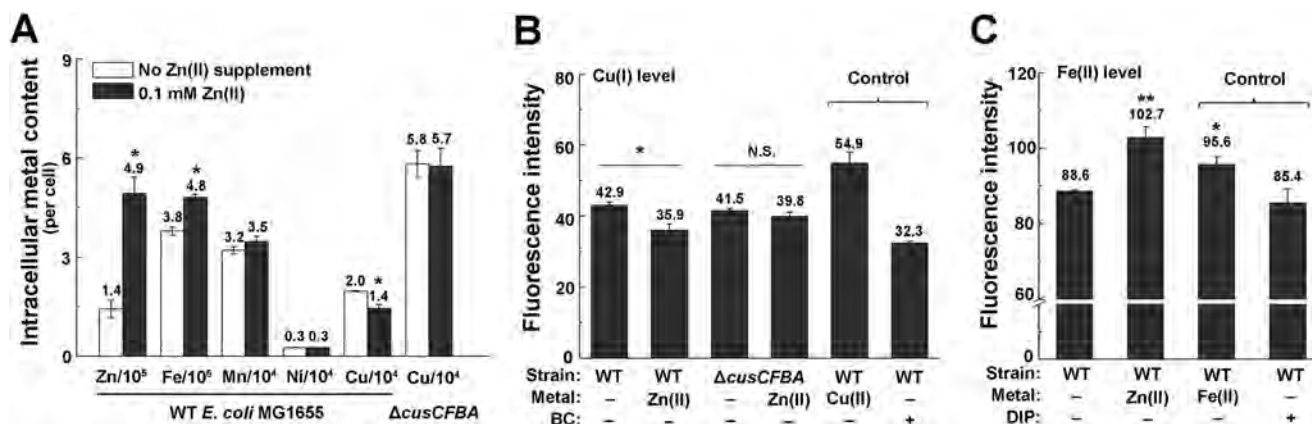 A
Intracellular metal content
(per cell)
9
6
3
0
No Zn(II) supplement
0.1 mM Zn(II)
1.4
*
4.9
3.8
*
4.8
3.2
3.5
0.3
0.3
2.0
*
1.4
5.8
5.7
Zn/10⁵
Fe/10⁶
Mn/10⁴
Ni/10⁴
Cu/10⁴
Cu/10⁴
WT E. coli MG1655
ΔcusCFBA
B
Fluorescence intensity
80
60
40
20
0
Cu(I) level
Control
*
N.S.
42.9
35.9
41.5
39.8
54.9
32.3
Strain: WT WT ΔcusCFBA WT WT
Metal: – Zn(II) – Zn(II) Cu(II) –
BC: – – – – – +
C
Fluorescence intensity
120
100
80
60
40
0
Fe(II) level
Control
88.6
**
102.7
*
95.6
85.4
Strain: WT WT WT WT
Metal: – Zn(II) Fe(II) –
DIP: – – – +